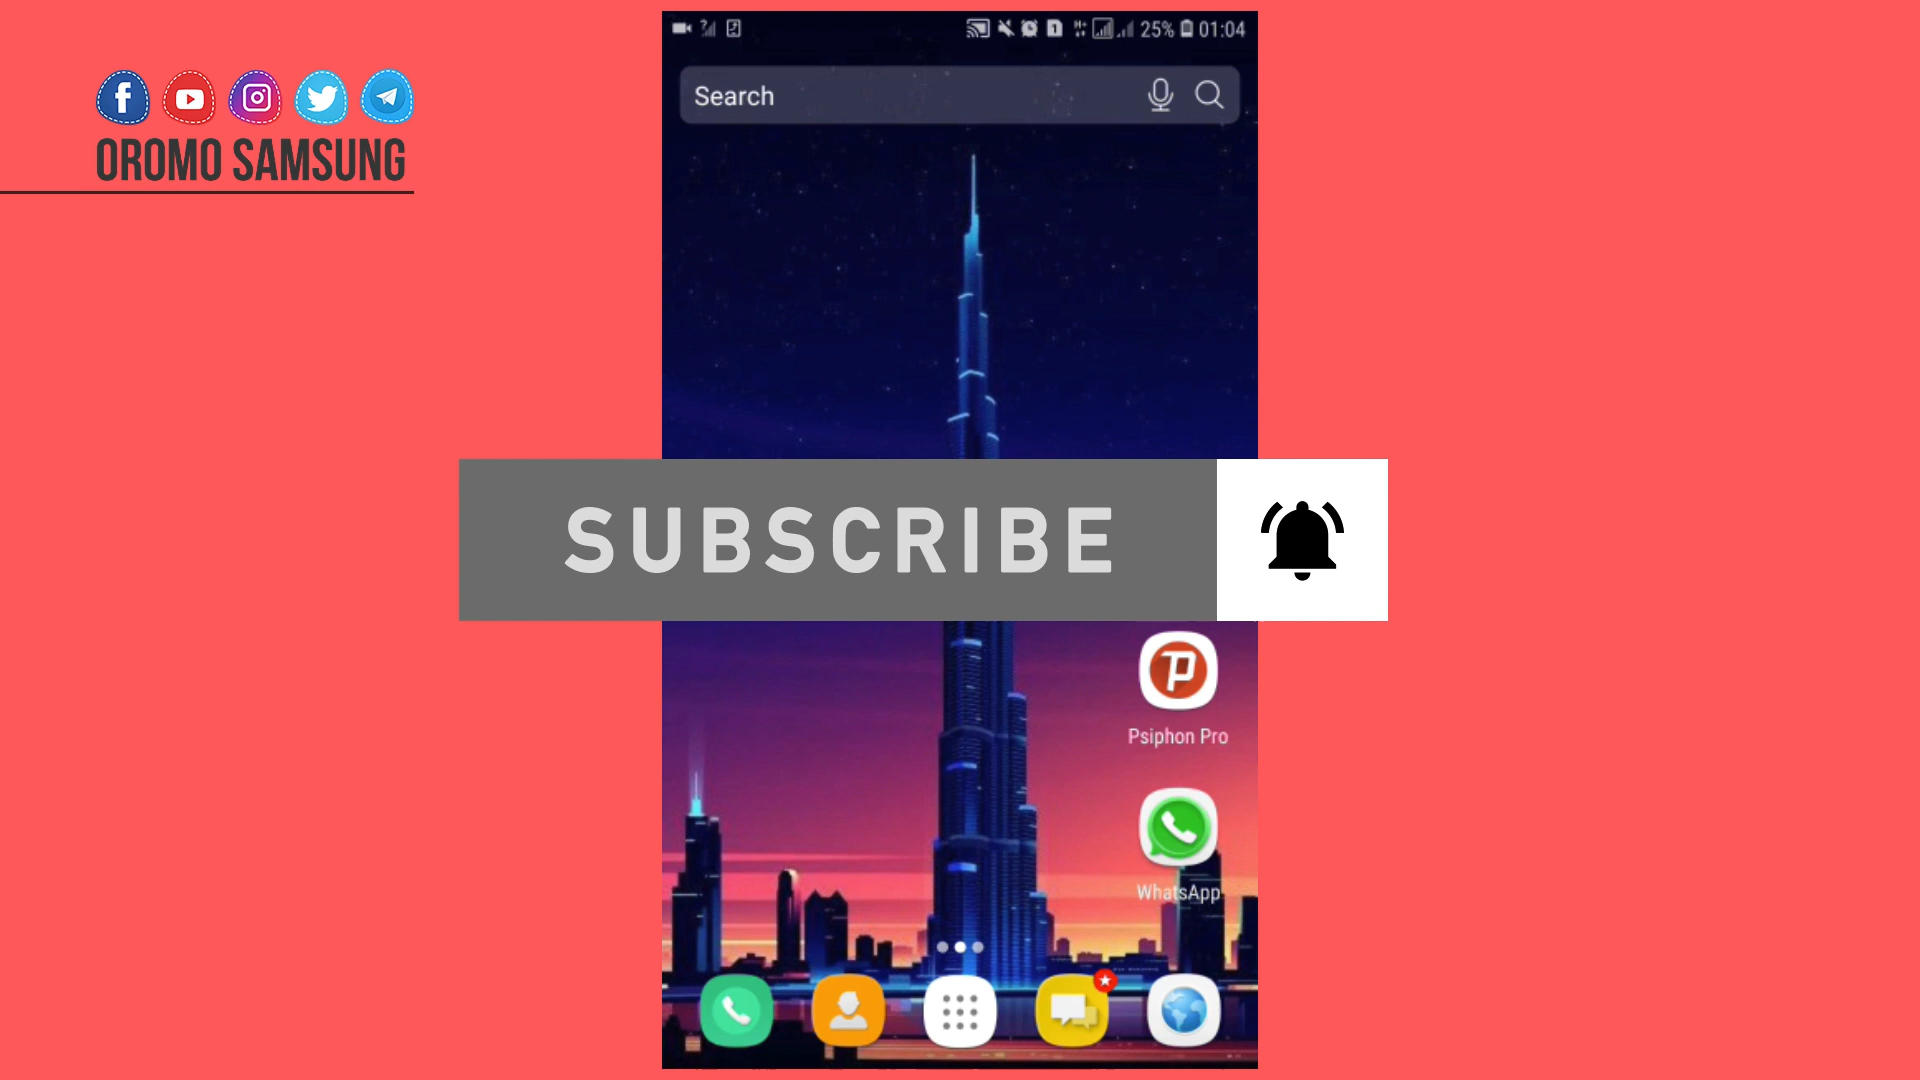 25% 01:04
Search
OROMO SAMSUNG
SUBSCRIBE
Psiphon Pro
WhatsApp